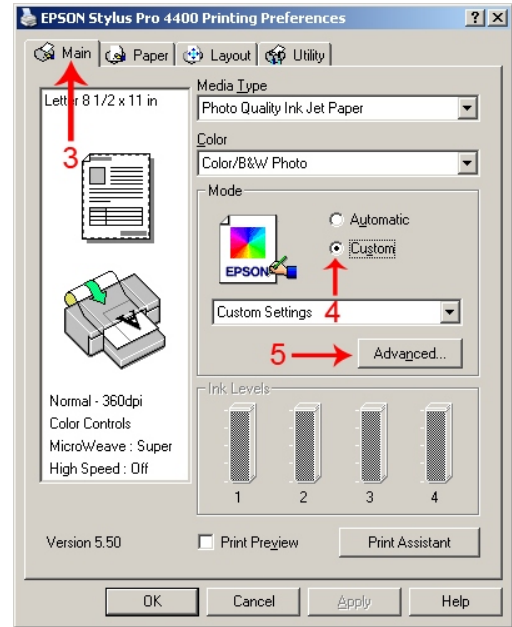 EPSON Stylus Pro 4400 Printing Preferences
Main Paper Layout Utility
Letter 8 1/2 x 11 in
3
Normal - 360dpi
Color Controls
MicroWeave : Super
High Speed : Off
Version 5.50
Media Type
Photo Quality Ink Jet Paper
Color
Color/B&W Photo
Mode
EPSON
Automatic
Custom
4
Custom Settings
5
Advanced...
Ink Levels
1 2 3 4
Print Preview
Print Assistant
OK Cancel Apply Help